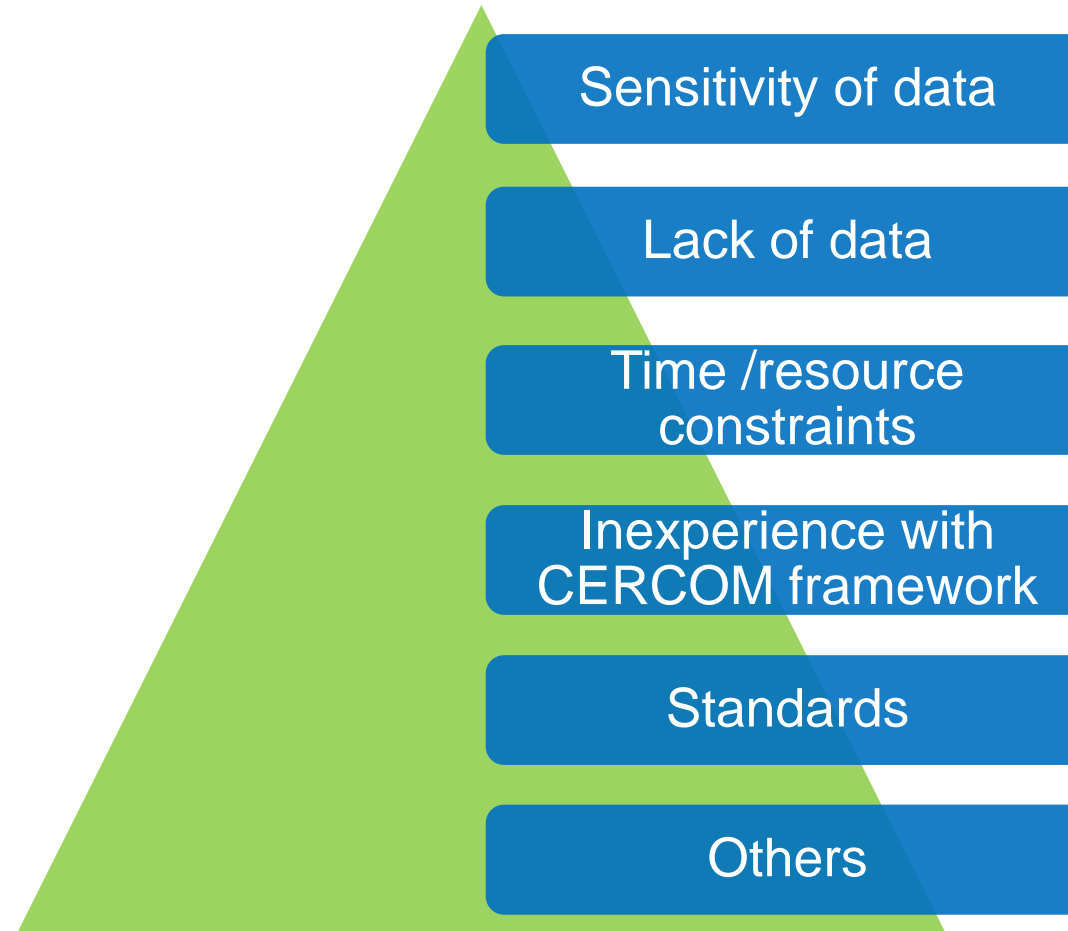 Sensitivity of data
Lack of data
Time /resource
constraints
Inexperience with
CERCOM framework
Standards
Others